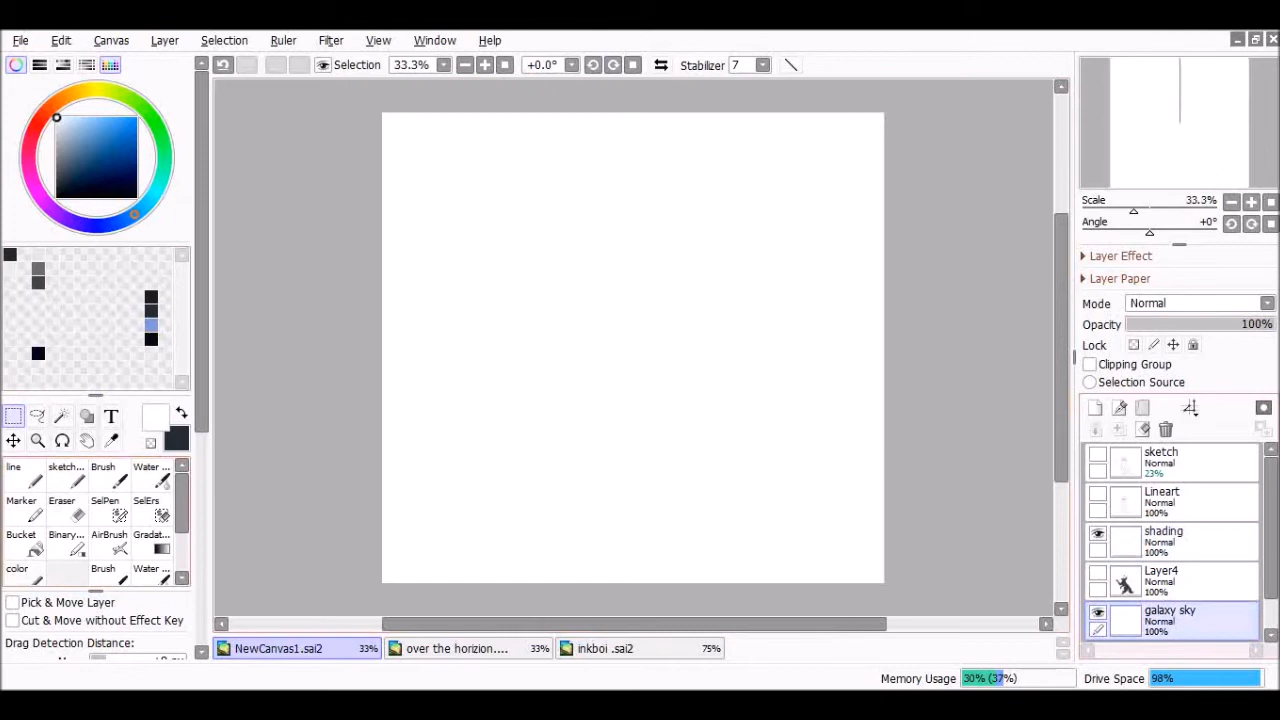 File Edit Canvas Layer Selection Ruler Filter View Window Help
Selection 33.3% +0.0° Stabilizer 7
Scale 33.3%
Angle +0°
Layer Effect
Layer Paper
Mode Normal
Opacity 100%
Lock
Clipping Group
Selection Source
T
line sketch... Brush Water ...
Marker Eraser SelPen SelErs
Bucket Binary... AirBrush Gradat...
color Brush Water ...
Pick & Move Layer
Cut & Move without Effect Key
Drag Detection Distance:
sketch
Normal
23%
Lineart
Normal
100%
shading
Normal
100%
Layer4
Normal
100%
galaxy sky
Normal
100%
NewCanvas1.sai2 33% over the horizion.... 33% inkboi .sai2 75%
Memory Usage 30% (37%) Drive Space 98%